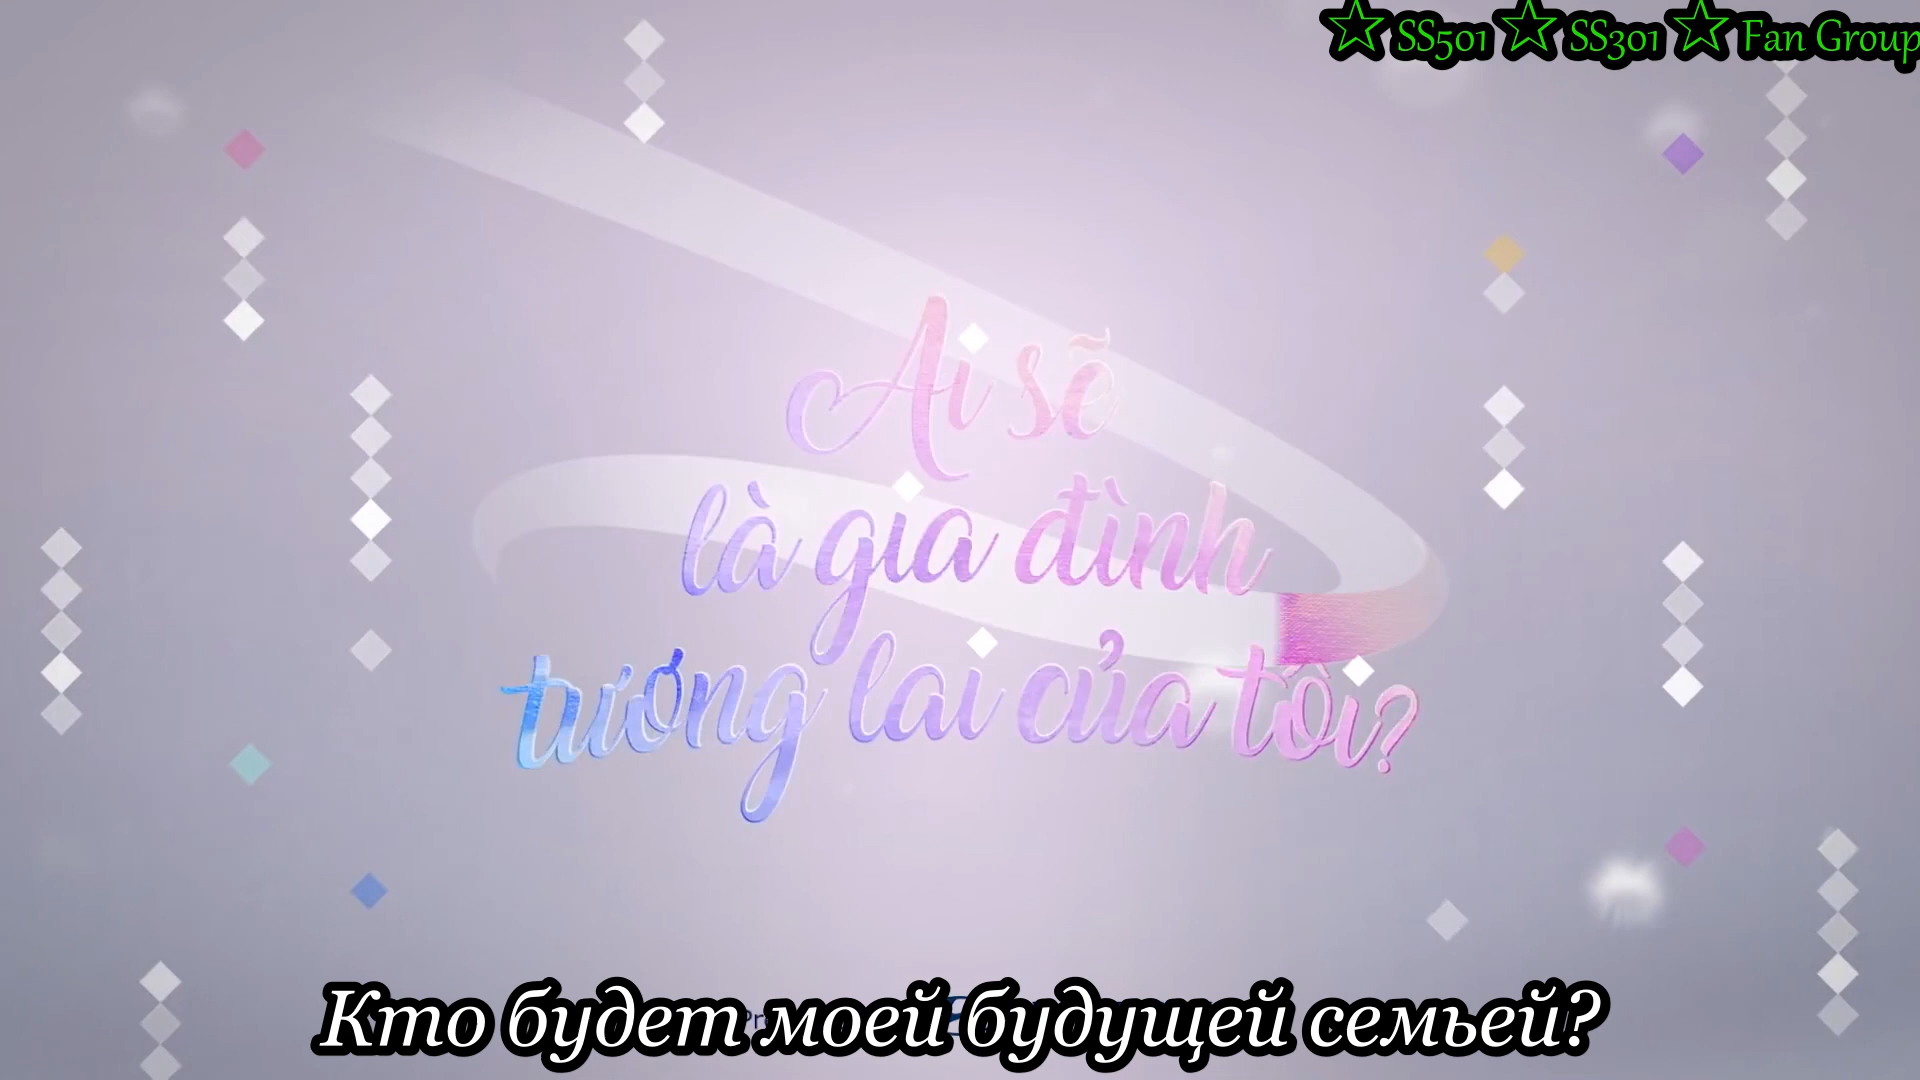 ☆ SS501 ☆ SS301 ☆ Fan Group
Ai sẽ
là gia đình
tương lai của tôi?
Кто будет моей будущей семьей?